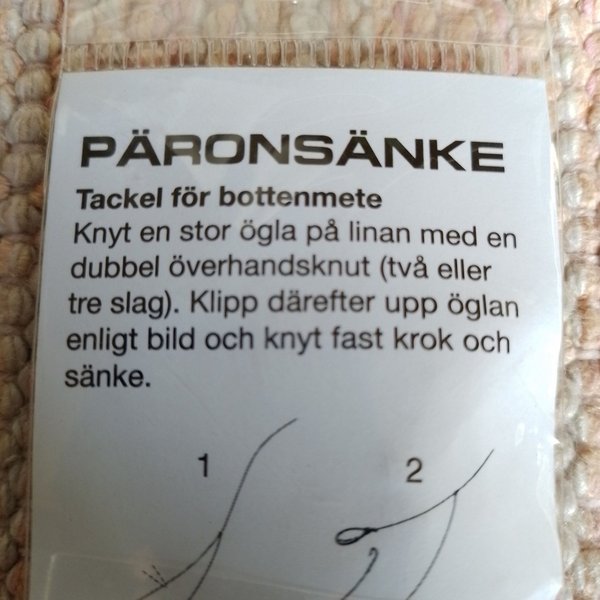 PÄRONSÄNKE
Tackel för bottenmete
Knyt en stor ögla på linan med en
dubbel överhandsknut (två eller
tre slag). Klipp därefter upp öglan
enligt bild och knyt fast krok och
sänke.
1 2